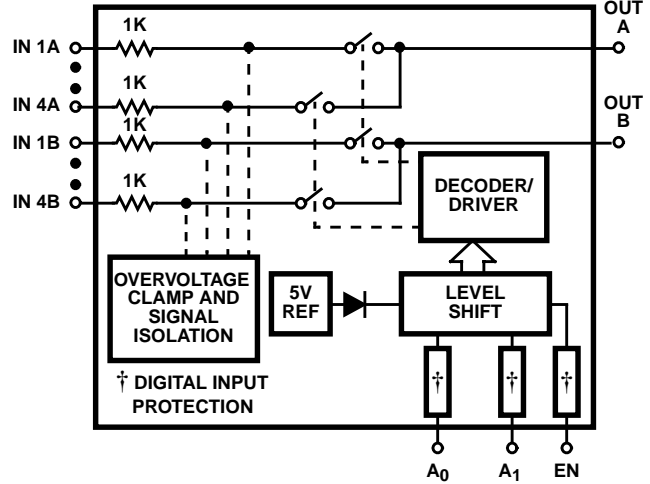 OUT
A
1K
IN 1A
1K
IN 4A
OUT
B
1K
IN 1B
1K
IN 4B
DECODER/
DRIVER
OVERVOLTAGE
CLAMP AND
SIGNAL
ISOLATION
5V
REF
LEVEL
SHIFT
† DIGITAL INPUT
PROTECTION
† † †
A0 A1 EN